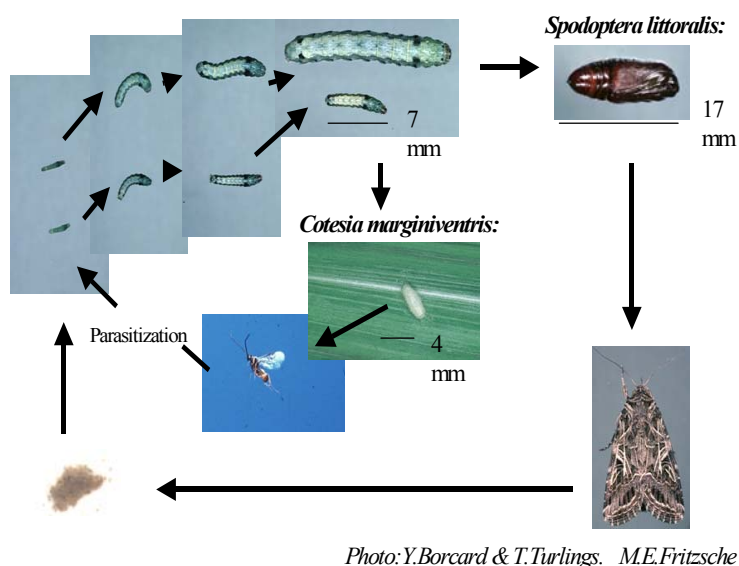 Spodoptera littoralis:
7
mm
17
mm
Cotesia marginiventris:
Parasitization
4
mm
Photo:Y.Borcard & T.Turlings. M.E.Fritzsche